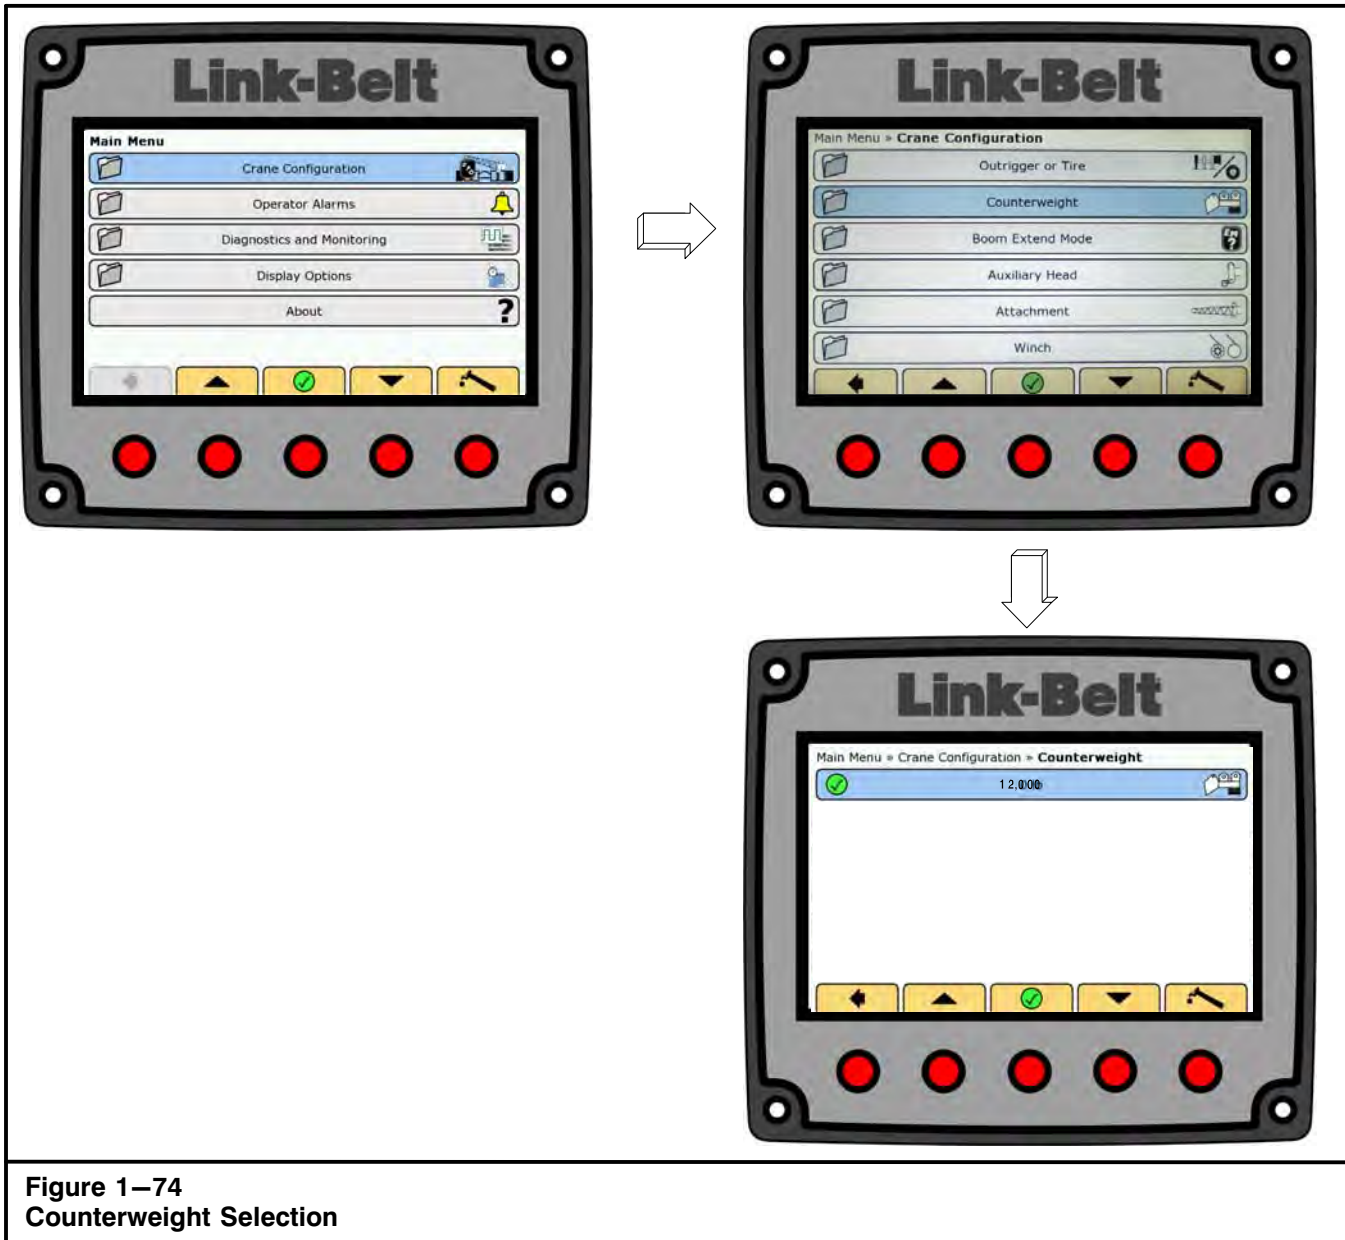 Link-Belt
Main Menu
Crane Configuration
Operator Alarms
Diagnostics and Monitoring
Display Options
About
?
Link-Belt
Main Menu » Crane Configuration
Outrigger or Tire
Counterweight
Boom Extend Mode
Auxiliary Head
Attachment
Winch
Link-Belt
Main Menu » Crane Configuration » Counterweight
Figure 1—74
Counterweight Selection